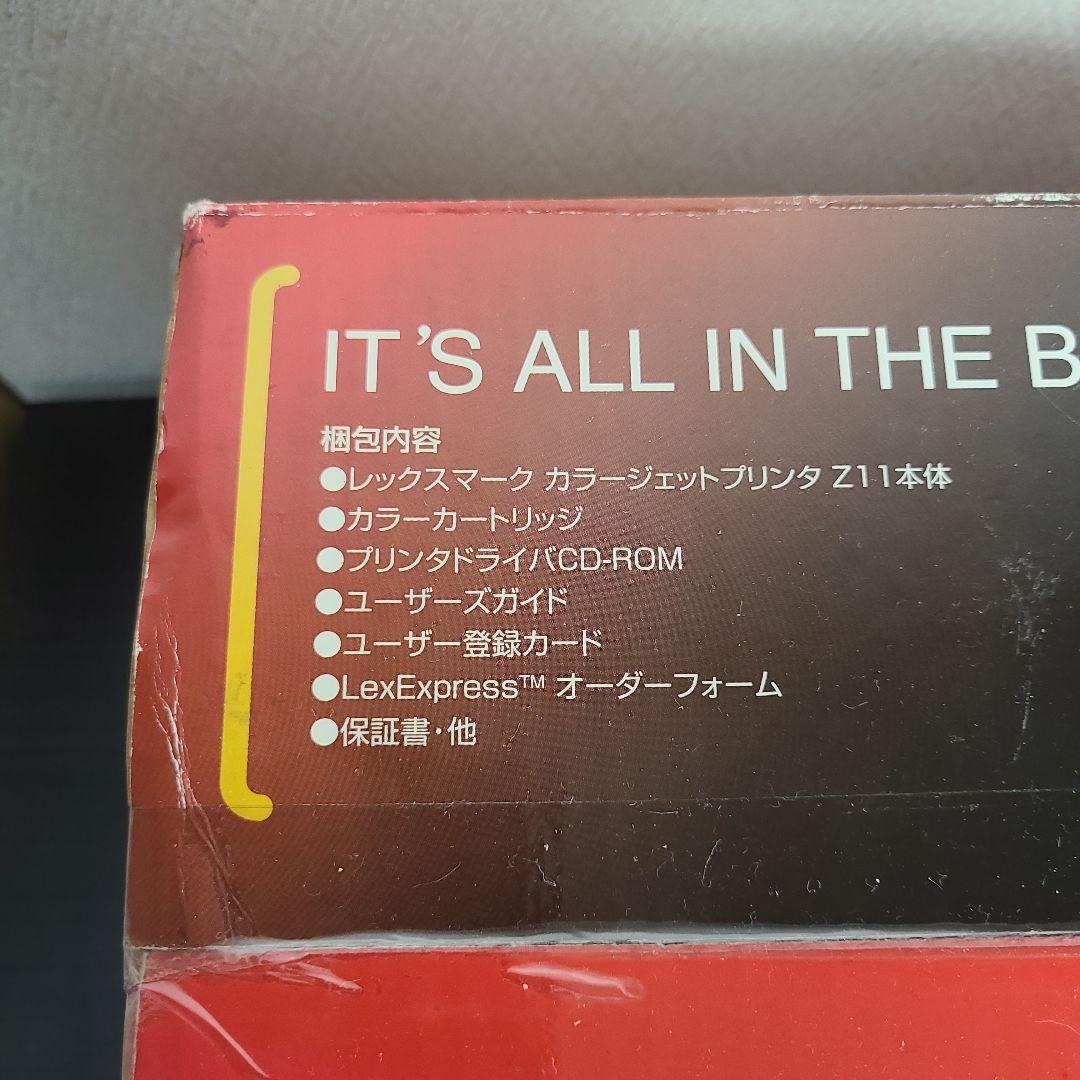 IT'S ALL IN THE B
梱包内容
●レックスマーク カラージェットプリンタ Z11本体
●カラーカートリッジ
●プリンタドライバCD-ROM
●ユーザーズガイド
●ユーザー登録カード
●LexExpress™ オーダーフォーム
●保証書・他